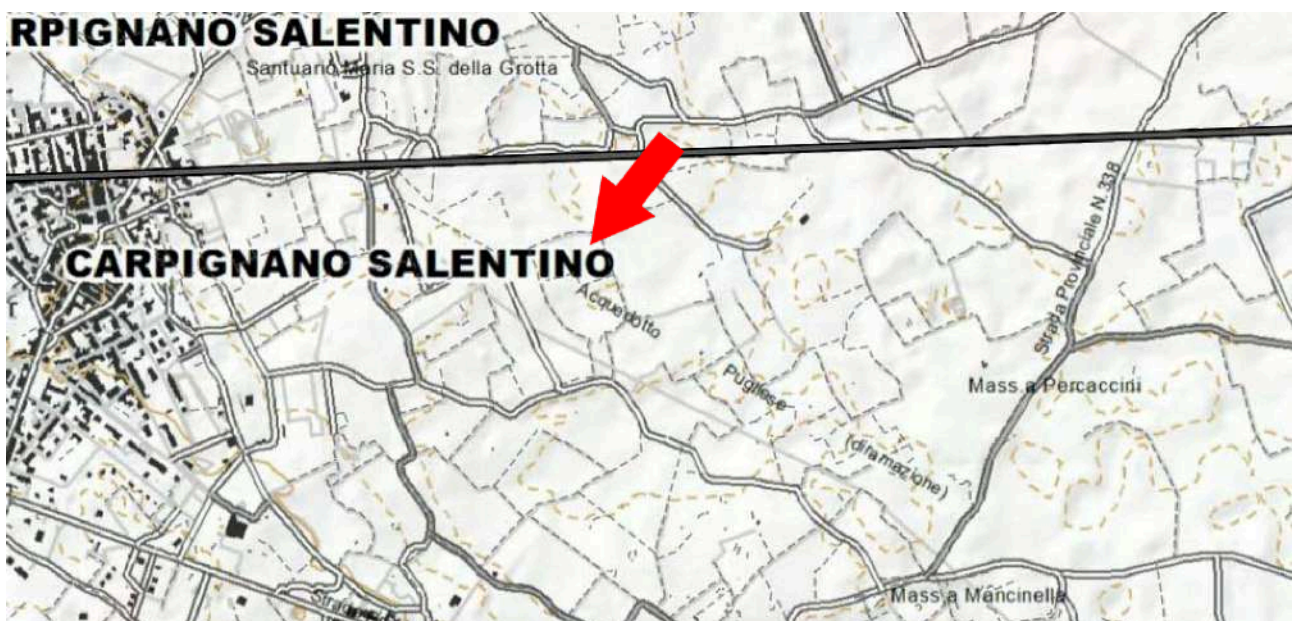 RPIGNANO SALENTINO
Santuario Maria S.S. della Grotta
Strada Provinciale N. 338
CARPIGNANO SALENTINO
Acquedotto
Pugliese
(diramazione)
Mass.a Percaccini
Mass.a Mancinella